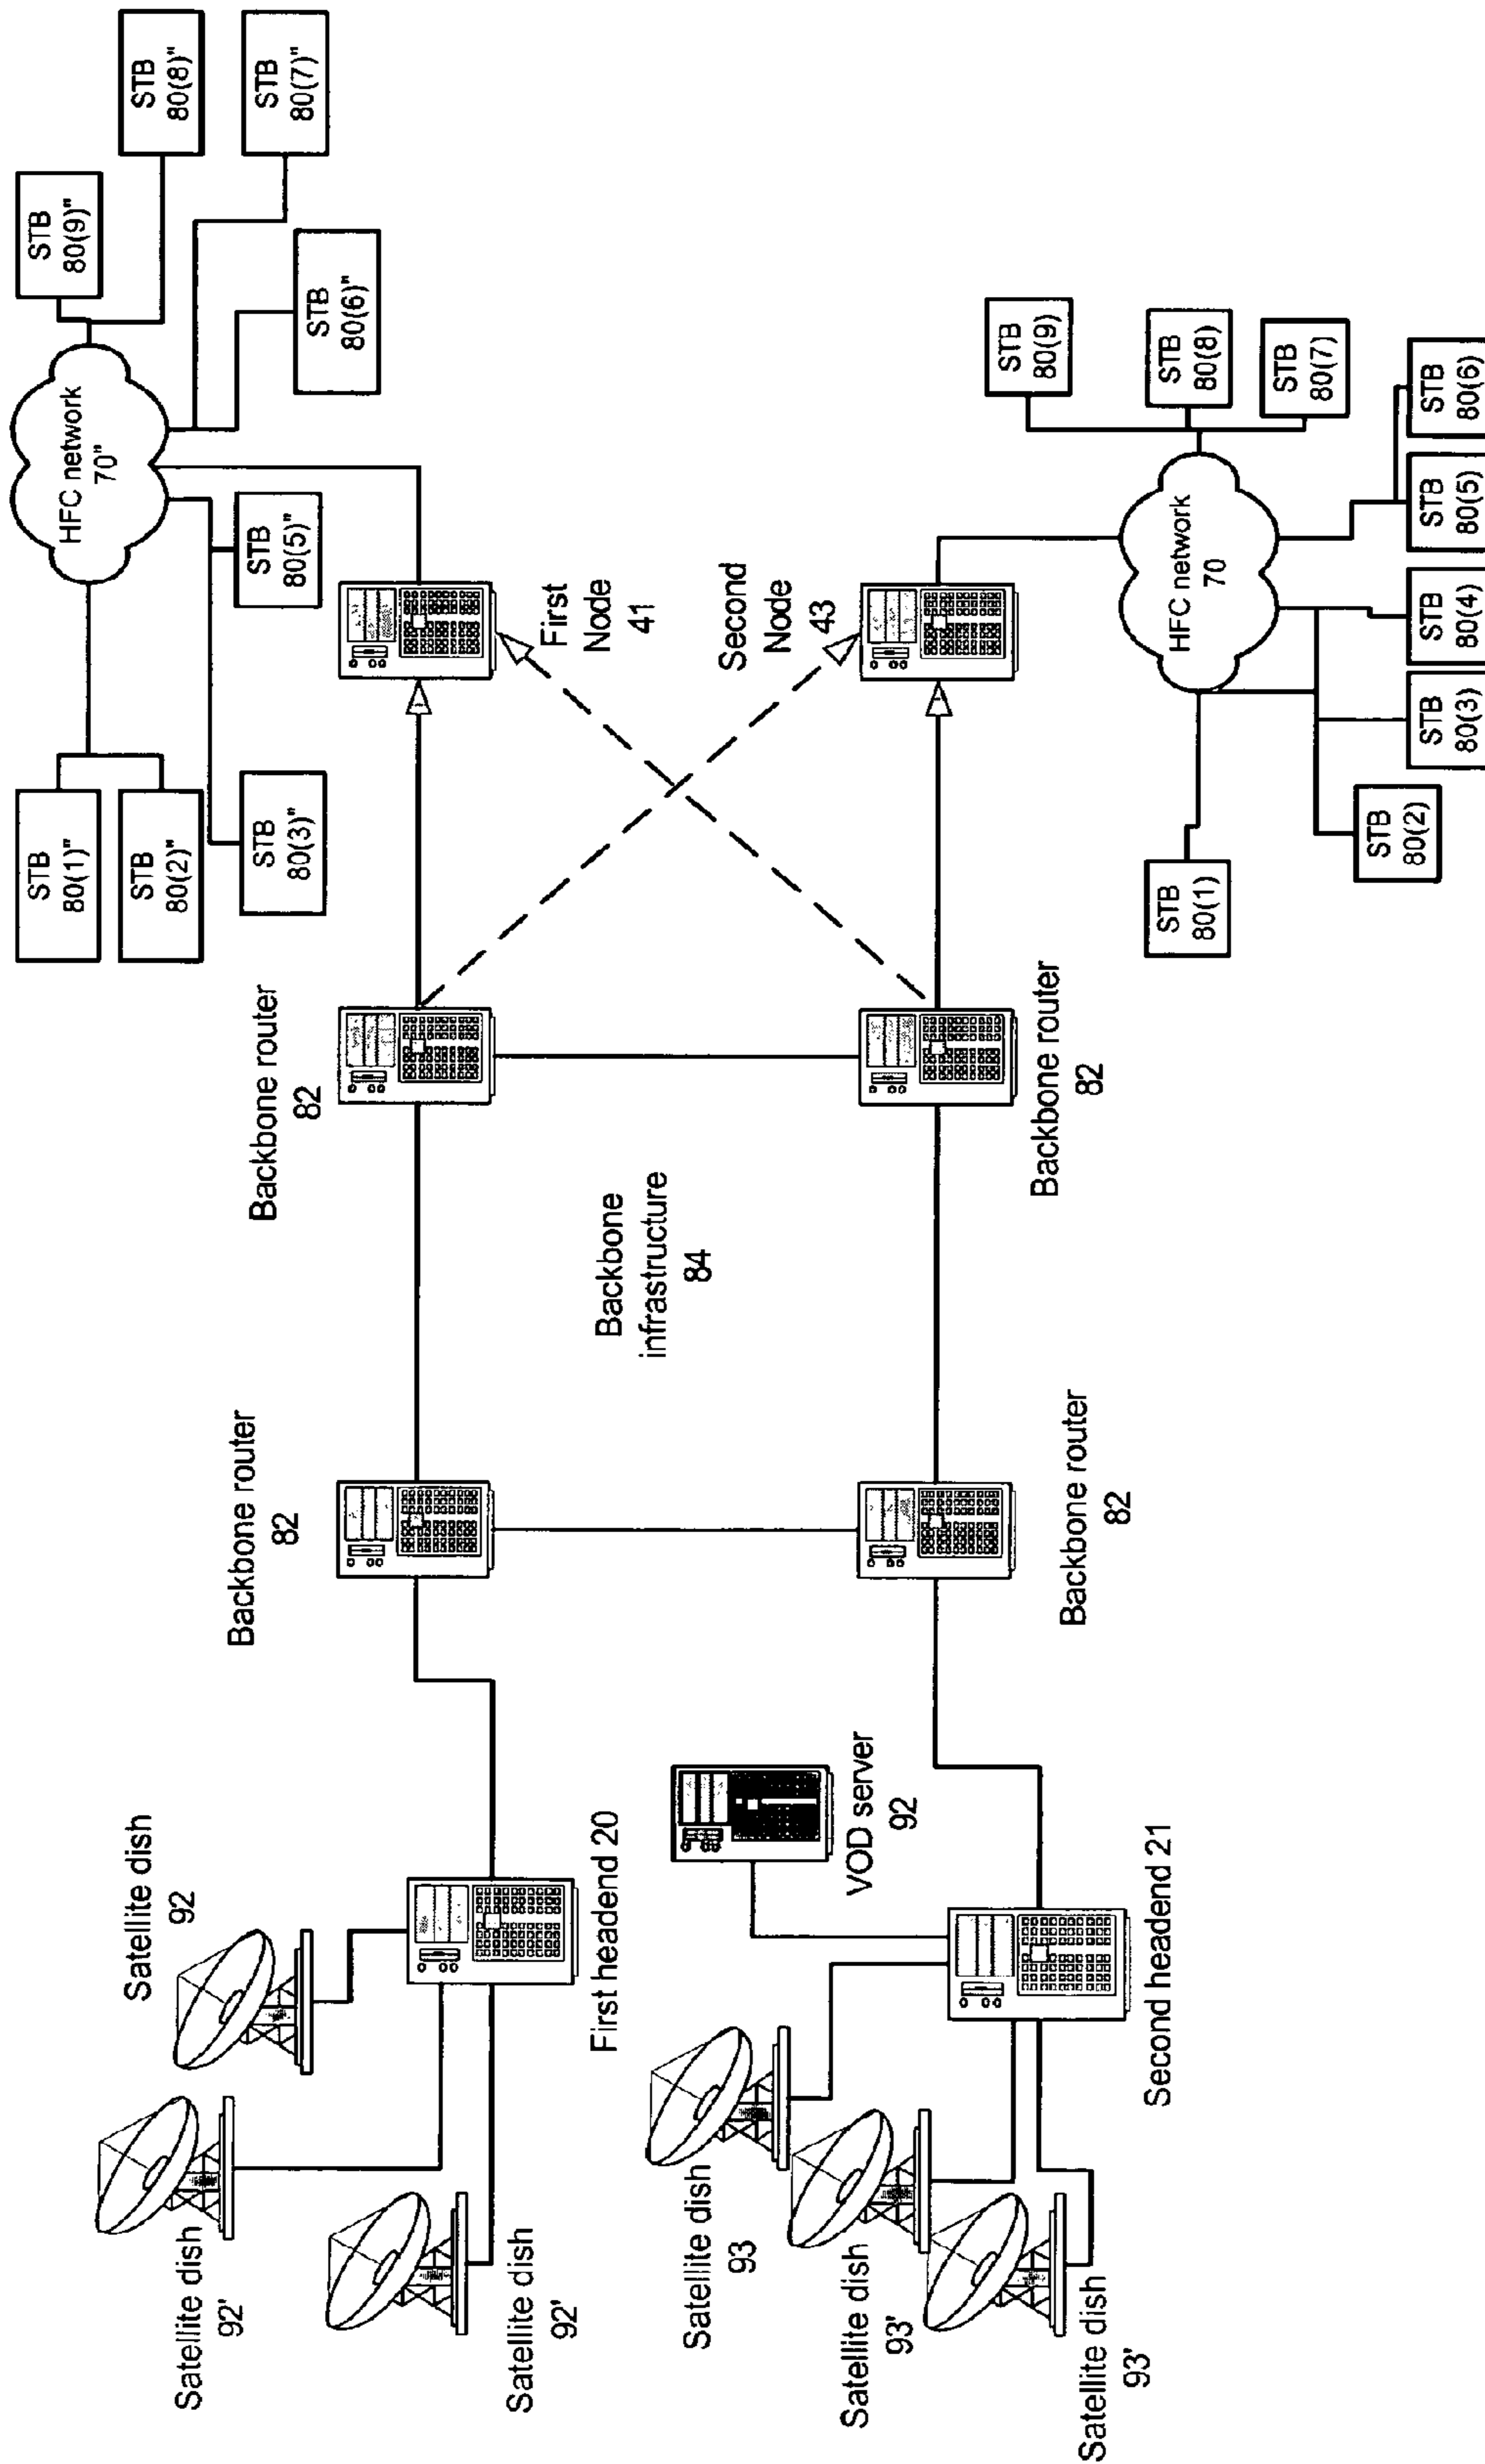 Satellite dish
92'
Satellite dish
92
Satellite dish
92'
First headend 20
Satellite dish
93
Satellite dish
93'
Satellite dish
93'
VOD server
92
Second headend 21
Backbone router
82
Backbone router
82
Backbone router
82
Backbone router
82
Backbone
infrastructure
84
First
Node
41
Second
Node
43
HFC network
70"
STB
80(1)"
STB
80(2)"
STB
80(3)"
STB
80(5)"
STB
80(6)"
STB
80(7)"
STB
80(8)"
STB
80(9)"
HFC network
70
STB
80(1)
STB
80(2)
STB
80(3)
STB
80(4)
STB
80(5)
STB
80(6)
STB
80(7)
STB
80(8)
STB
80(9)